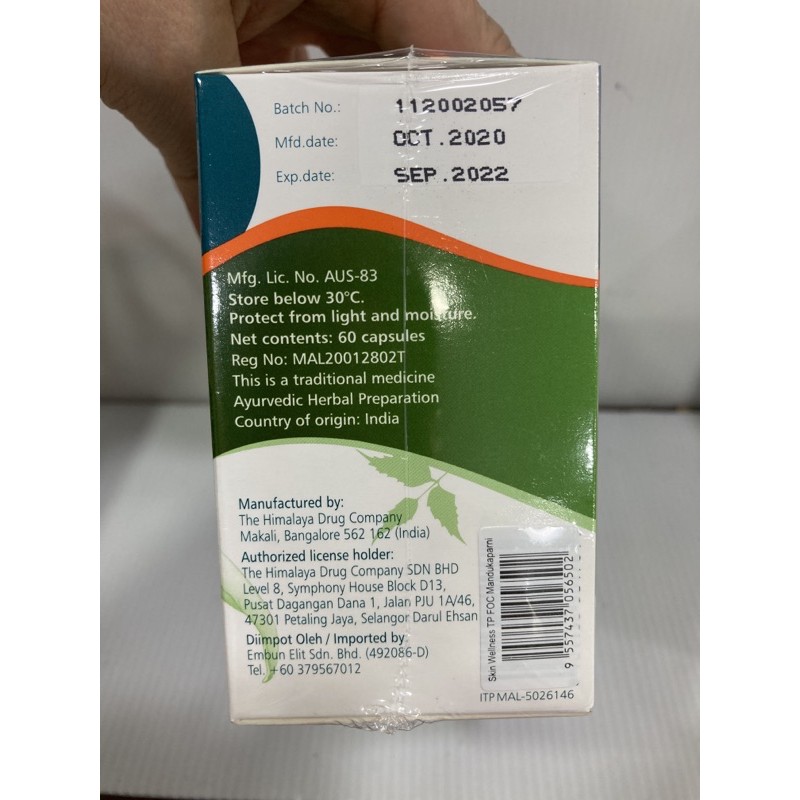 Batch No.: 112002057
Mfd.date: OCT.2020
Exp.date: SEP.2022
Mfg. Lic. No. AUS-83
Store below 30°C.
Protect from light and moisture.
Net contents: 60 capsules
Reg No: MAL20012802T
This is a traditional medicine
Ayurvedic Herbal Preparation
Country of origin: India
Manufactured by:
The Himalaya Drug Company
Makali, Bangalore 562 162 (India)
Authorized license holder:
The Himalaya Drug Company SDN BHD
Level 8, Symphony House Block D13,
Pusat Dagangan Dana 1, Jalan PJU 1A/46,
47301 Petaling Jaya, Selangor Darul Ehsan
Diimpot Oleh / Imported by
Embun Elit Sdn. Bhd. (492086-D)
Tel. +60 379567012
Skin Wellness TP FOC Mandukaparni
9 557437 056502
ITP MAL-5026146